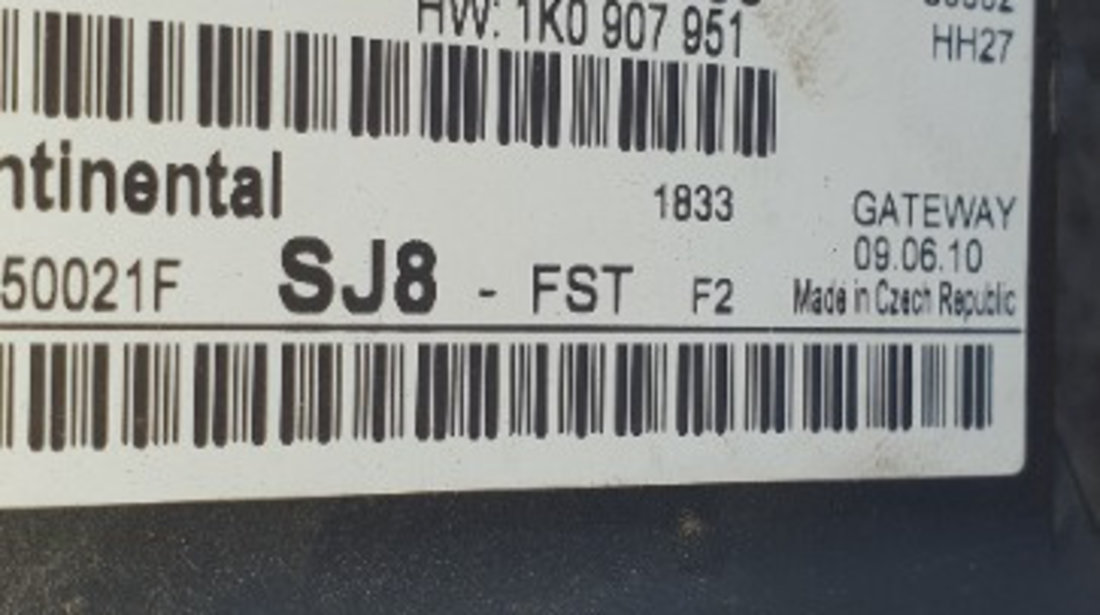 HW: 1K0 907 951
HH27
ntinental
1833
GATEWAY
09.06.10
50021F
SJ8 - FST F2
Made in Czech Republic